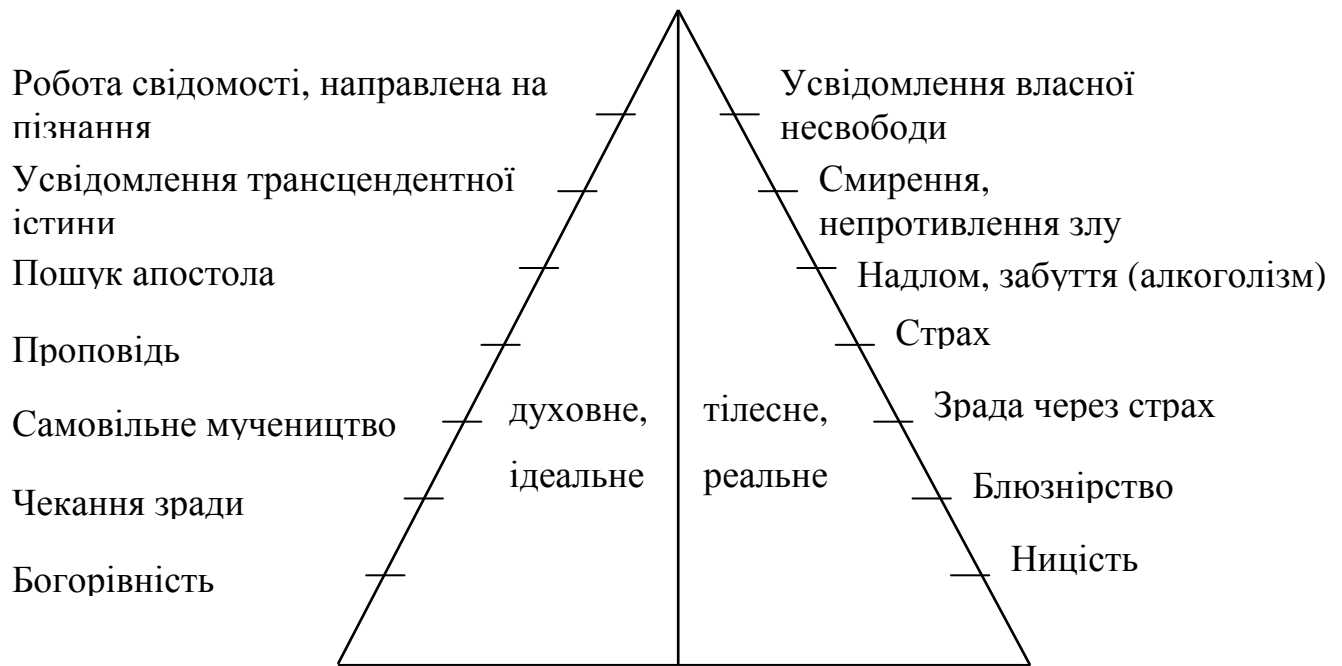 Робота свідомості, направлена на
пізнання
Усвідомлення трансцендентної
істини
Пошук апостола
Проповідь
Самовільне мучеництво
Чекання зради
Богорівність
духовне,
ідеальне
тілесне,
реальне
Усвідомлення власної
несвободи
Смирення,
непротивлення злу
Надлом, забуття (алкоголізм)
Страх
Зрада через страх
Блюзнірство
Ницість